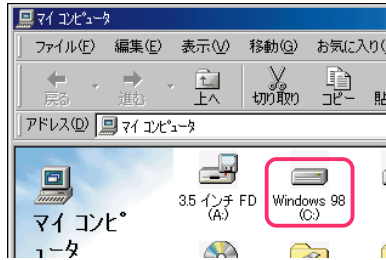 マイ コンピュータ
ファイル(F) 編集(E) 表示(V) 移動(G) お気に入り(
戻る 進む 上へ 切り取り コピー 貼
アドレス(D) マイ コンピュータ
3.5 インチ FD
(A:)
Windows 98
(C:)
マイ コンピ
ュータ